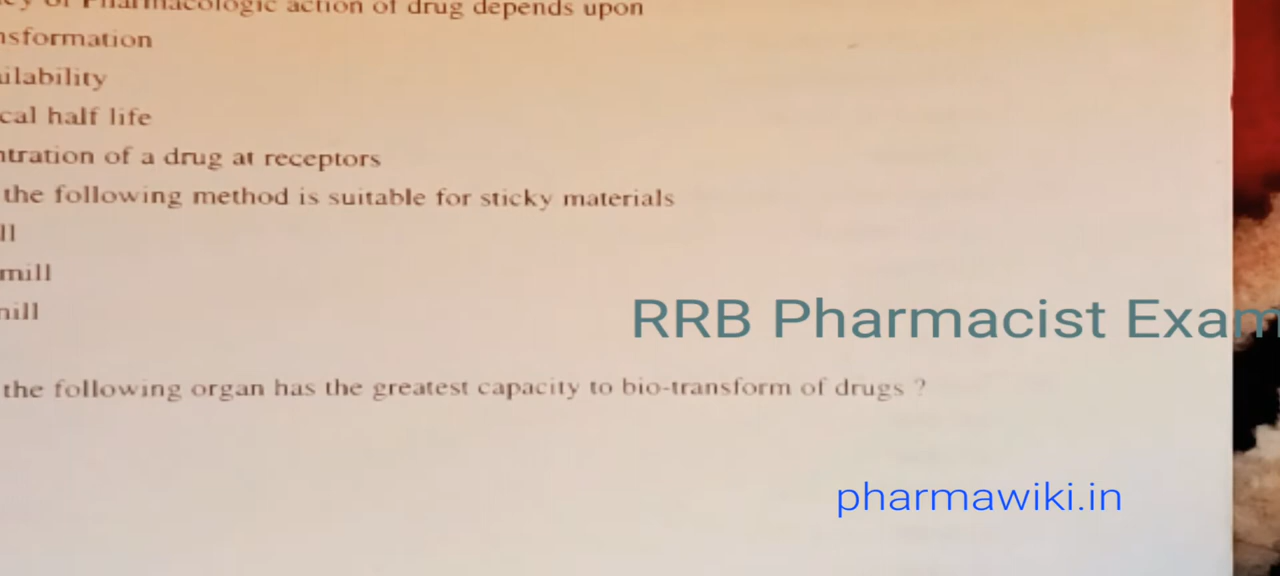 of Pharmacologic action of drug depends upon
nsformation
ilability
cal half life
ntration of a drug at receptors
the following method is suitable for sticky materials
ll
mill
nill
RRB Pharmacist Exam
the following organ has the greatest capacity to bio-transform of drugs ?
pharmawiki.in